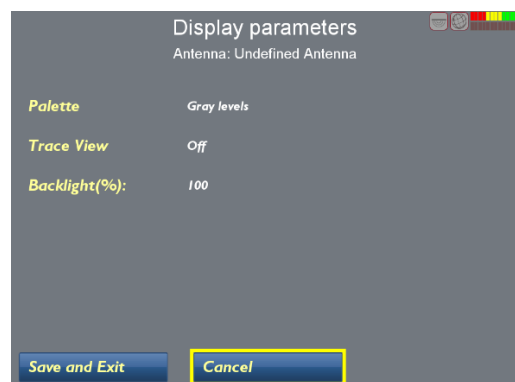 Display parameters
Antenna: Undefined Antenna
Palette Gray levels
Trace View Off
Backlight(%): 100
Save and Exit Cancel